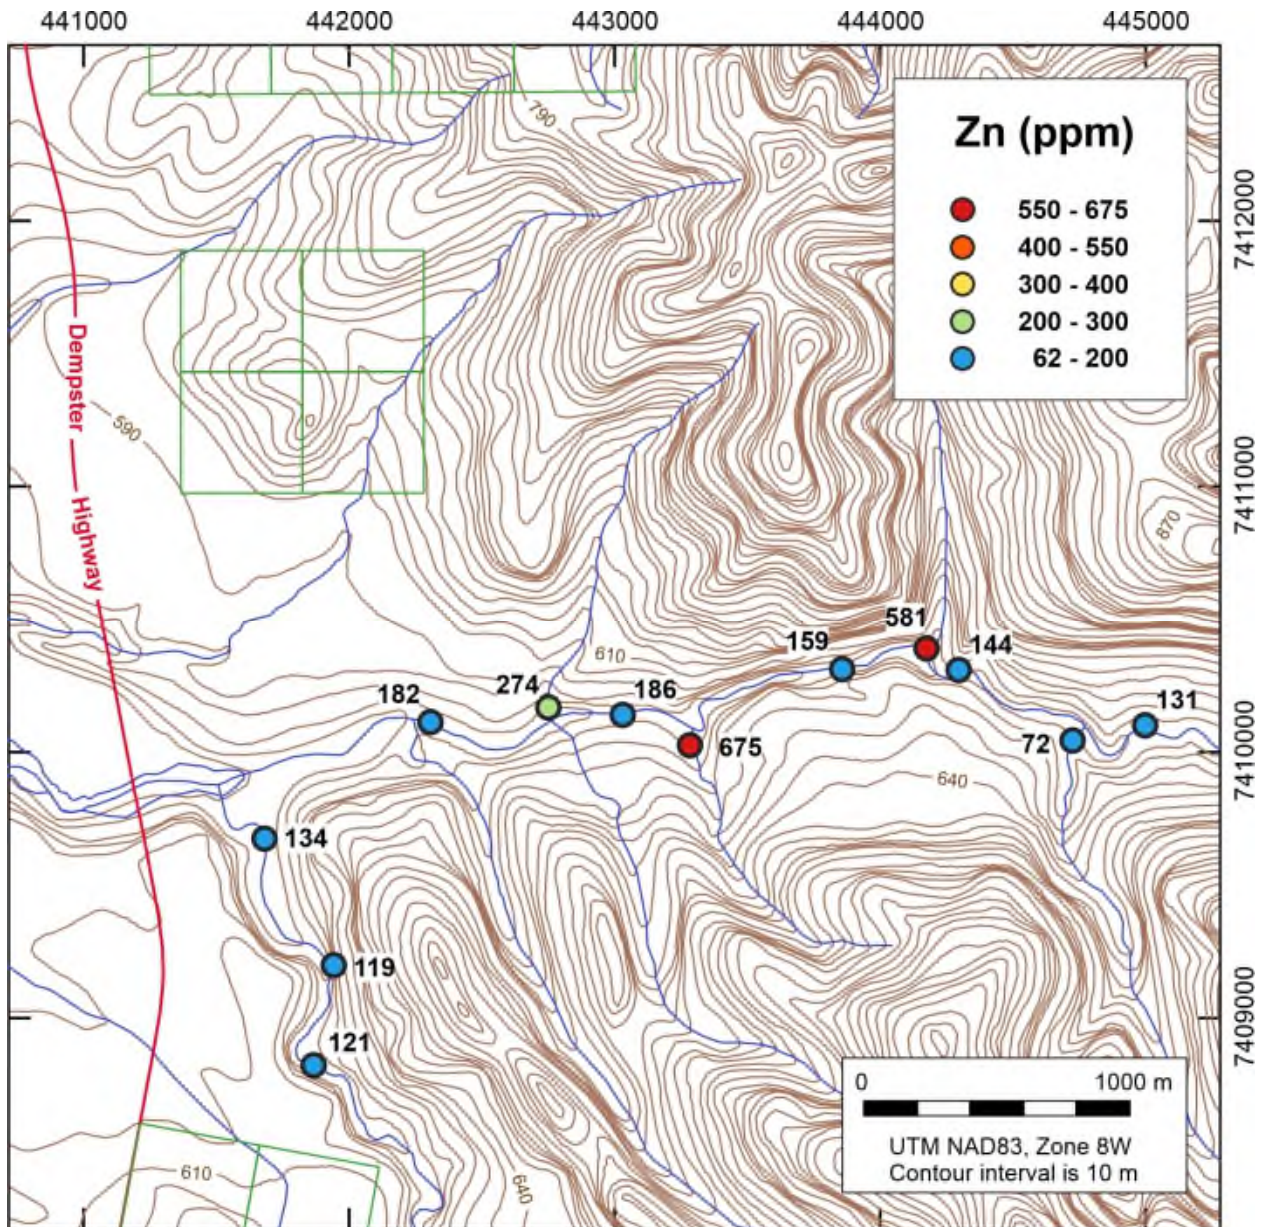 441000
442000
443000
444000
445000
790
Zn (ppm)
550 - 675
400 - 550
300 - 400
200 - 300
62 - 200
7412000
Dempster
Highway
590
7411000
870
581
159
144
610
274
186
182
131
675
72
7410000
640
134
119
7409000
121
0 1000 m
UTM NAD83, Zone 8W
Contour interval is 10 m
610
640